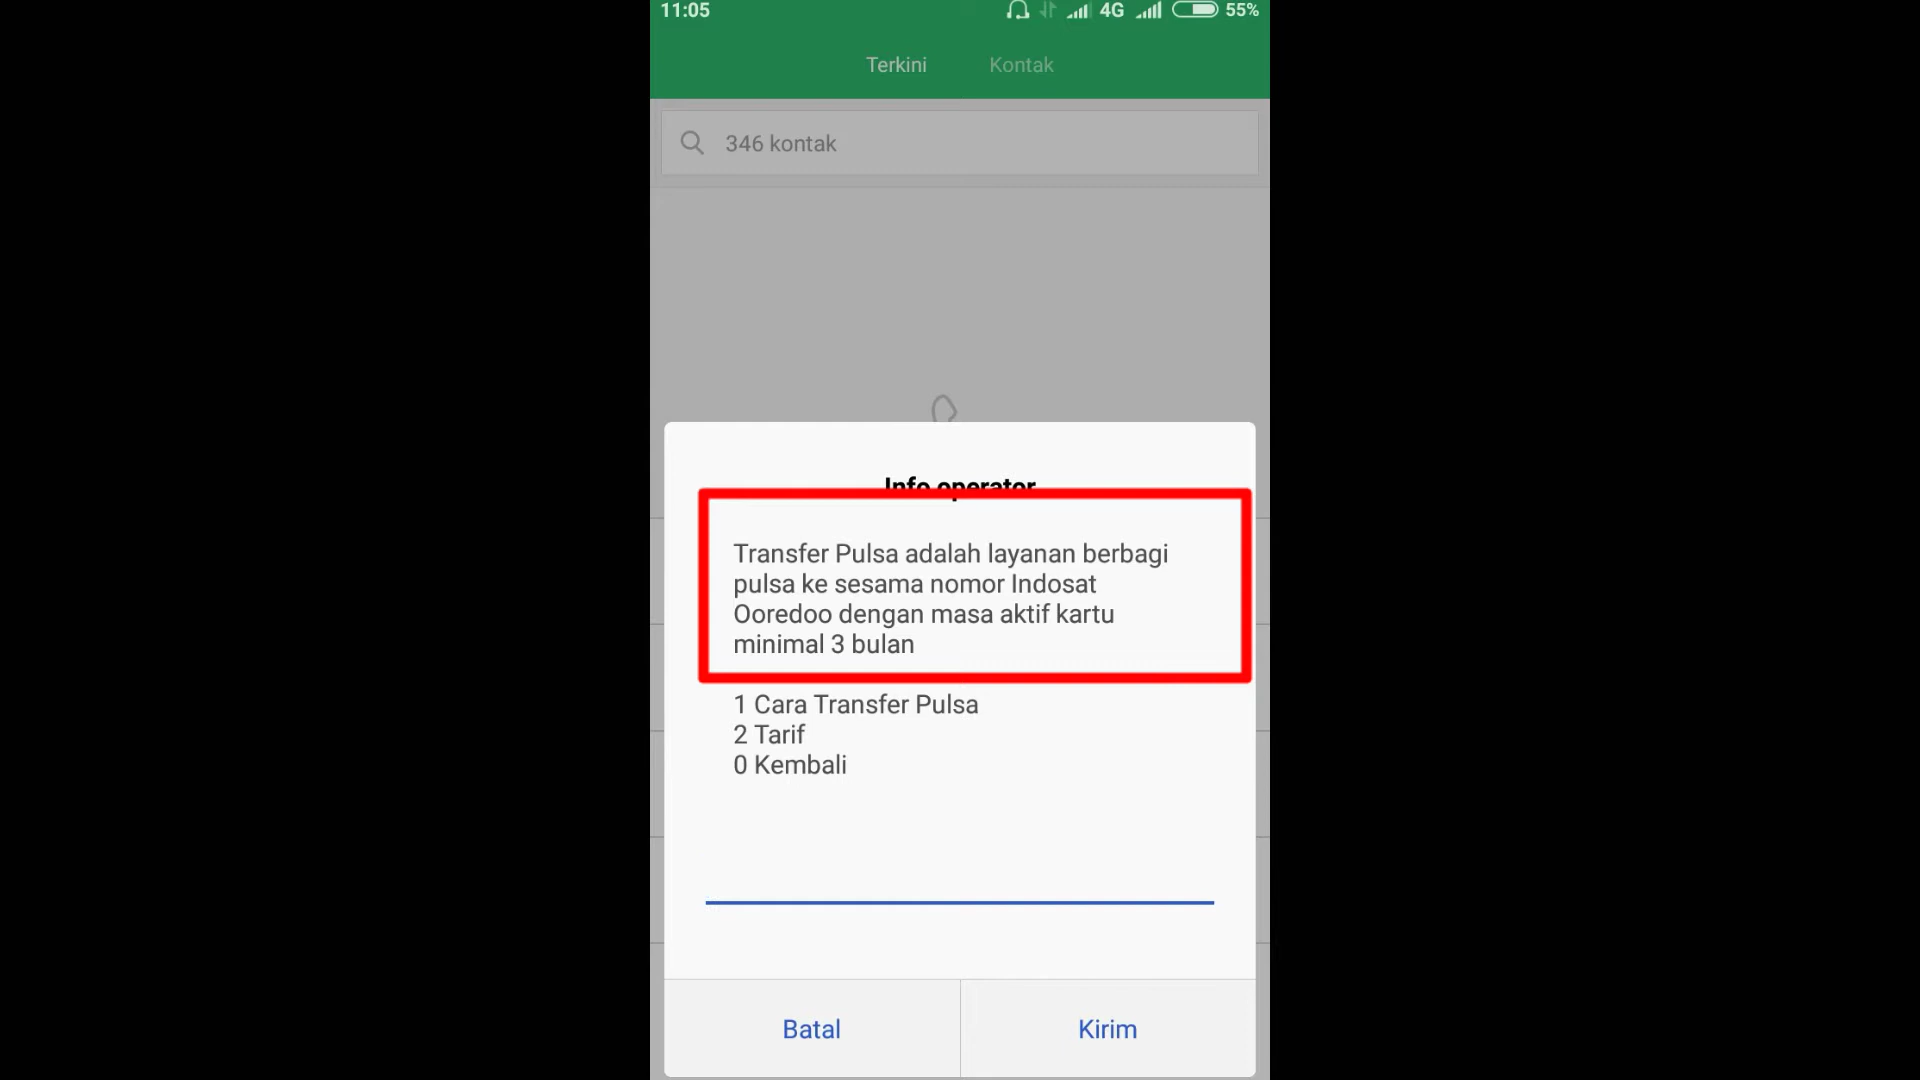 11:05
4G
55%
Terkini
Kontak
346 kontak
Info operator
Transfer Pulsa adalah layanan berbagi
pulsa ke sesama nomor Indosat
Ooredoo dengan masa aktif kartu
minimal 3 bulan
1 Cara Transfer Pulsa
2 Tarif
0 Kembali
Batal
Kirim